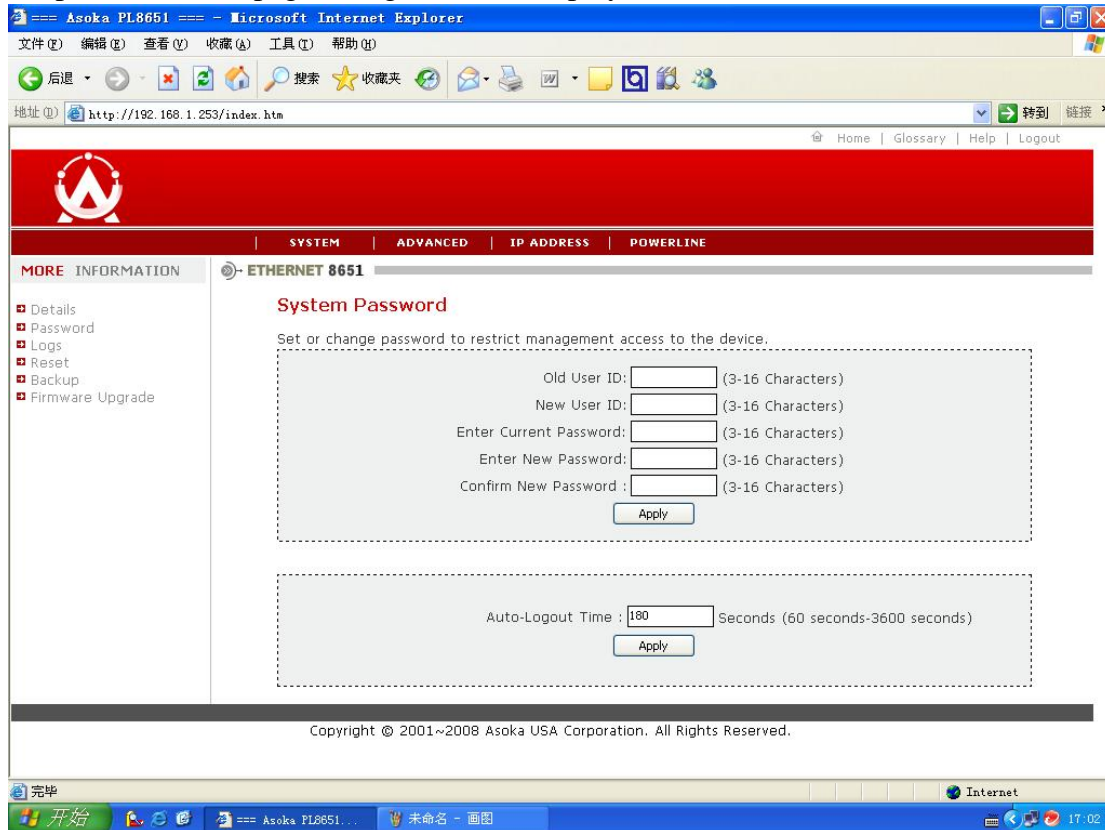 === Asoka PL8651 === - Microsoft Internet Explorer
文件(F) 编辑(E) 查看(V) 收藏(A) 工具(T) 帮助(H)
后退 搜索 收藏夹
地址(D) http://192.168.1.253/index.htm 转到 链接
Home | Glossary | Help | Logout
| SYSTEM | ADVANCED | IP ADDRESS | POWERLINE
MORE INFORMATION
Details
Password
Logs
Reset
Backup
Firmware Upgrade
ETHERNET 8651
System Password
Set or change password to restrict management access to the device.
Old User ID: (3-16 Characters)
New User ID: (3-16 Characters)
Enter Current Password: (3-16 Characters)
Enter New Password: (3-16 Characters)
Confirm New Password : (3-16 Characters)
Apply
Auto-Logout Time : 180 Seconds (60 seconds-3600 seconds)
Apply
Copyright © 2001~2008 Asoka USA Corporation. All Rights Reserved.
完毕 Internet
开始 === Asoka PL8651... 未命名 - 画图 17:02